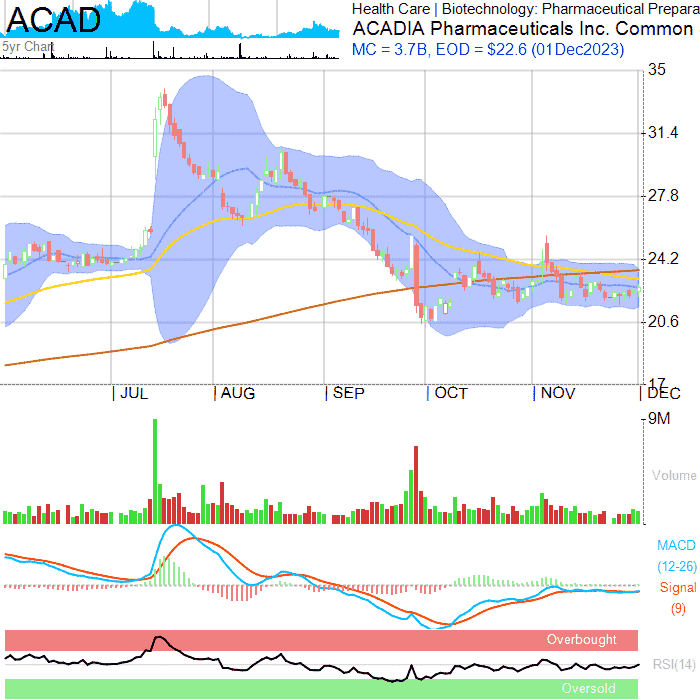 ACAD
5yr Chart
Health Care | Biotechnology: Pharmaceutical Prepara
ACADIA Pharmaceuticals Inc. Common
MC = 3.7B, EOD = $22.6 (01Dec2023)
35
31.4
27.8
24.2
20.6
17
JUL AUG SEP OCT NOV DEC
9M
Volume
MACD
(12-26)
Signal
(9)
Overbought
RSI(14)
Oversold